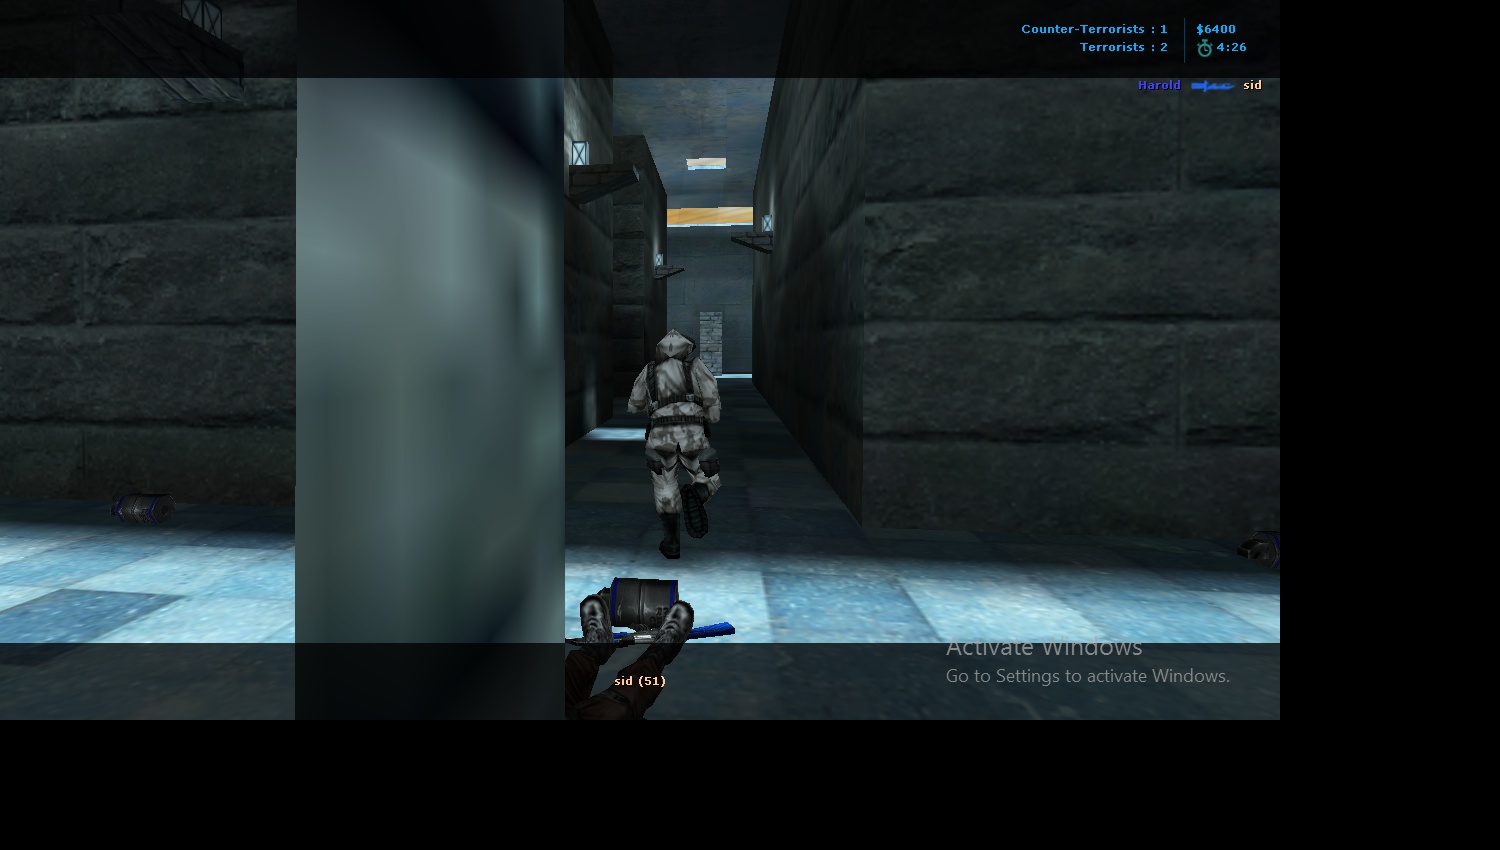 Counter-Terrorists : 1 $6400
Terrorists : 2 4:26
Harold sid
Activate Windows
Go to Settings to activate Windows.
sid (51)